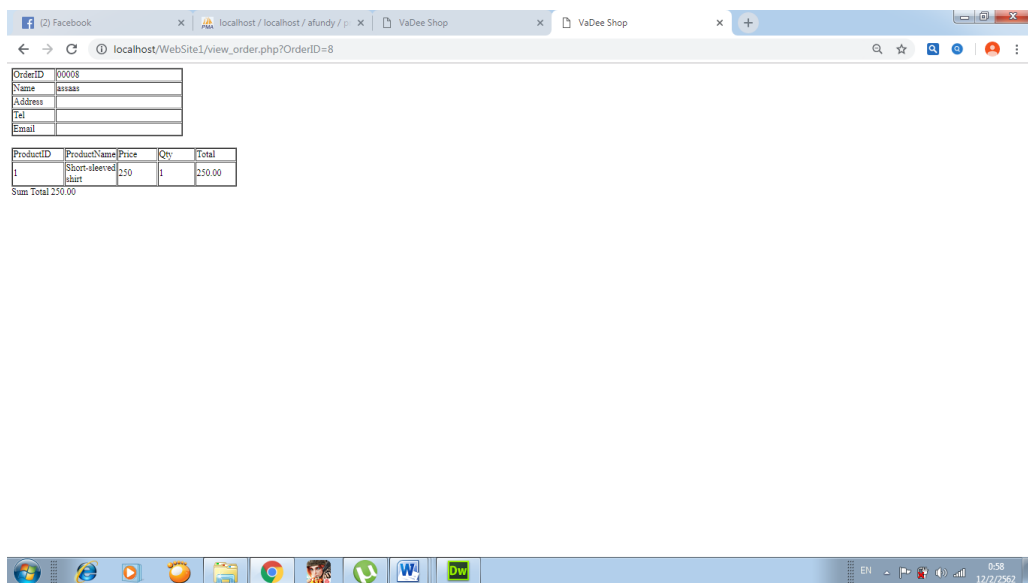 (2) Facebook
localhost / localhost / afundy / p
VaDee Shop
VaDee Shop
localhost/WebSite1/view_order.php?OrderID=8
OrderID 00008
Name assaas
Address
Tel
Email
ProductID ProductName Price Qty Total
1 Short-sleeved shirt 250 1 250.00
Sum Total 250.00
W
Dw
EN
0:58
12/2/2562